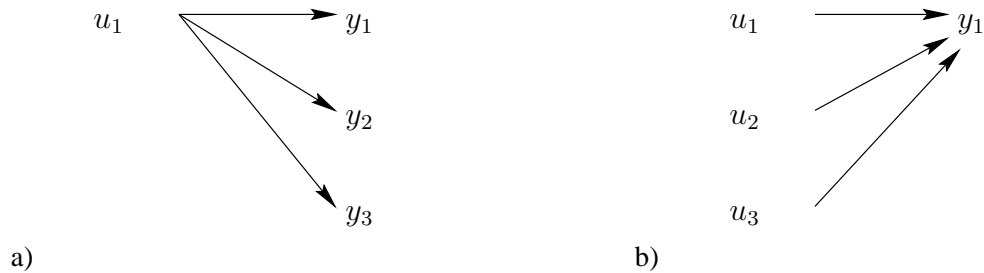 u₁ y₁ u₁ y₁
y₂ u₂
y₃ u₃
a) b)